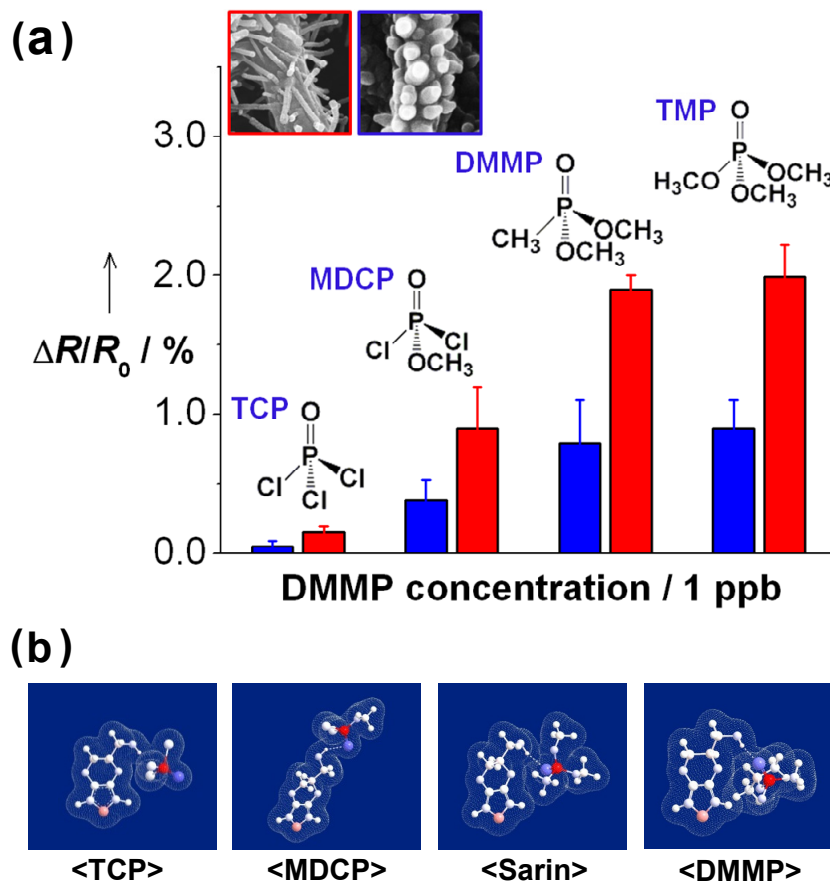 (a)
3.0
2.0
1.0
0.0
ΔR/R0 / %
TCP
O
P
Cl
Cl
Cl
MDCP
O
P
Cl
Cl
OCH3
DMMP
O
P
CH3
OCH3
OCH3
TMP
O
P
H3CO
OCH3
OCH3
DMMP concentration / 1 ppb
(b)
<TCP> <MDCP> <Sarin> <DMMP>